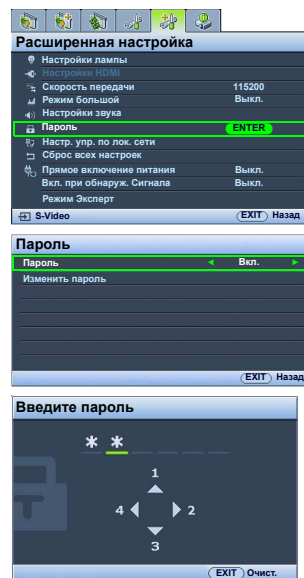 Расширенная настройка
Настройки лампы
Настройки HDMI
Скорость передачи 115200
Режим большой Выкл.
Настройки звука
Пароль ENTER
Настр. упр. по лок. сети
Сброс всех настроек
Прямое включение питания Выкл.
Вкл. при обнаруж. Сигнала Выкл.
Режим Эксперт
S-Video EXIT Назад
Пароль
Пароль Вкл.
Изменить пароль
EXIT Назад
Введите пароль
* *
1
4 2
3
EXIT Очист.